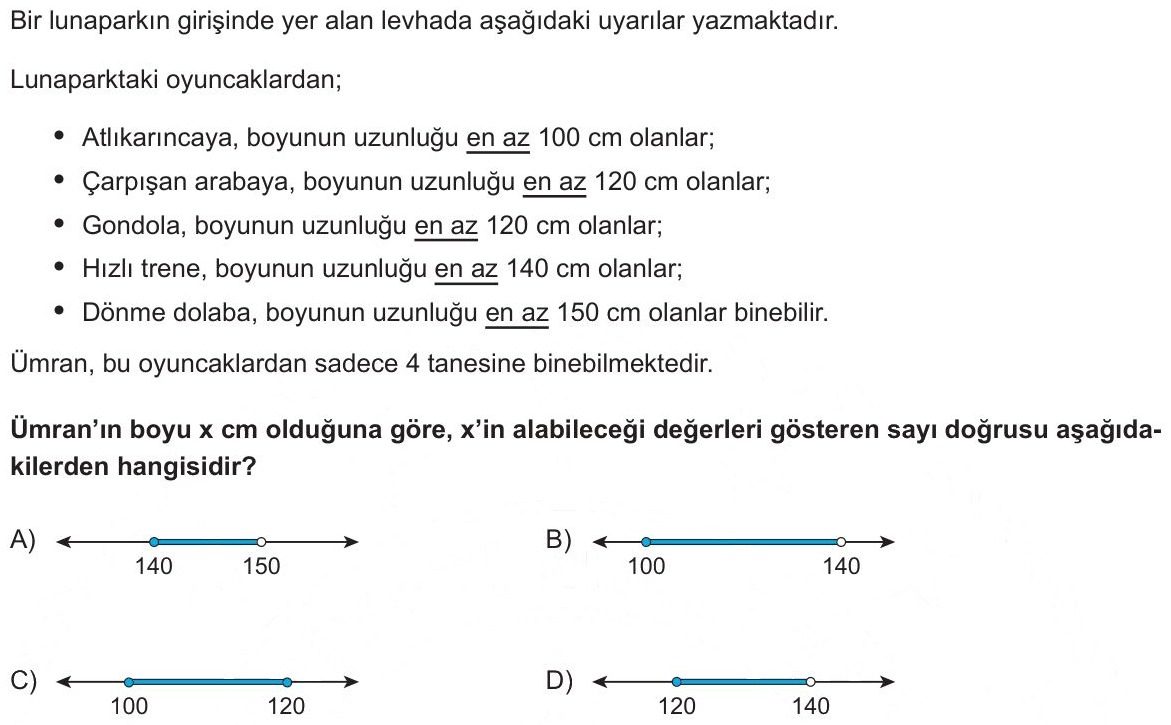 Bir lunaparkın girişinde yer alan levhada aşağıdaki uyarılar yazmaktadır.
Lunaparktaki oyuncaklardan;
• Atlıkarıncaya, boyunun uzunluğu en az 100 cm olanlar;
• Çarpışan arabaya, boyunun uzunluğu en az 120 cm olanlar;
• Gondola, boyunun uzunluğu en az 120 cm olanlar;
• Hızlı trene, boyunun uzunluğu en az 140 cm olanlar;
• Dönme dolaba, boyunun uzunluğu en az 150 cm olanlar binebilir.
Ümran, bu oyuncaklardan sadece 4 tanesine binebilmektedir.
Ümran’ın boyu x cm olduğuna göre, x’in alabileceği değerleri gösteren sayı doğrusu aşağıda-
kilerden hangisidir?
A) 140 150
B) 100 140
C) 100 120
D) 120 140